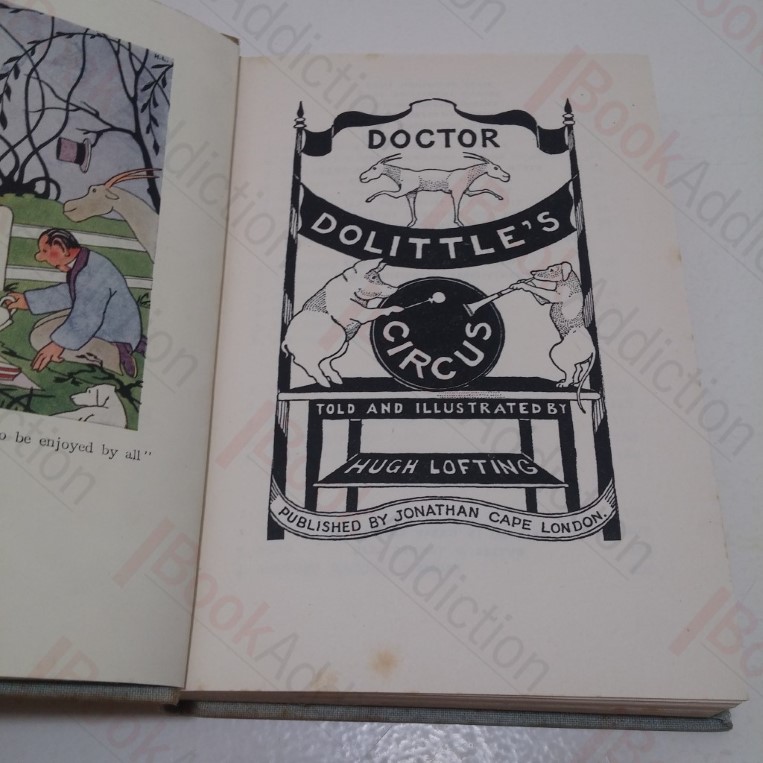 o be enjoyed by all"
DOCTOR
DOLITTLE'S
CIRCUS
TOLD AND ILLUSTRATED BY
HUGH LOFTING
PUBLISHED BY JONATHAN CAPE LONDON.
BookAddiction